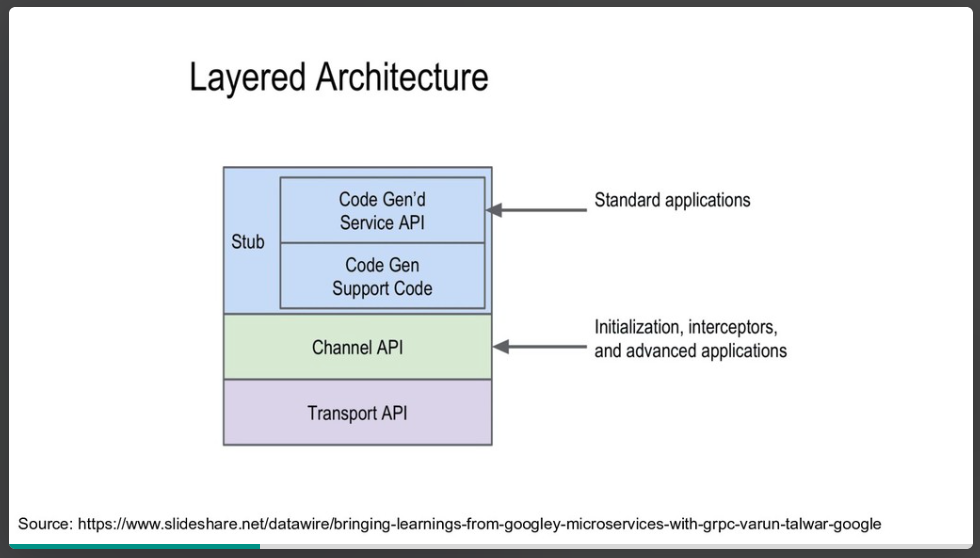 Layered Architecture
Stub
Code Gen'd
Service API
Standard applications
Code Gen
Support Code
Channel API
Initialization, interceptors,
and advanced applications
Transport API
Source: https://www.slideshare.net/datawire/bringing-learnings-from-googley-microservices-with-grpc-varun-talwar-google